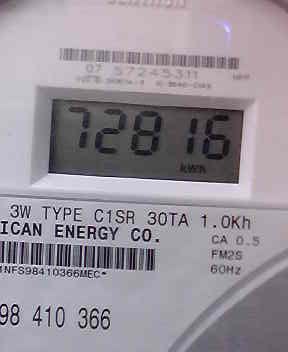 07 57245311
72816
kWh
3W TYPE C1SR 30TA 1.0Kh
ICAN ENERGY CO.
CA 0.5
FM2S
60Hz
1NFS98410366MEC*
98 410 366